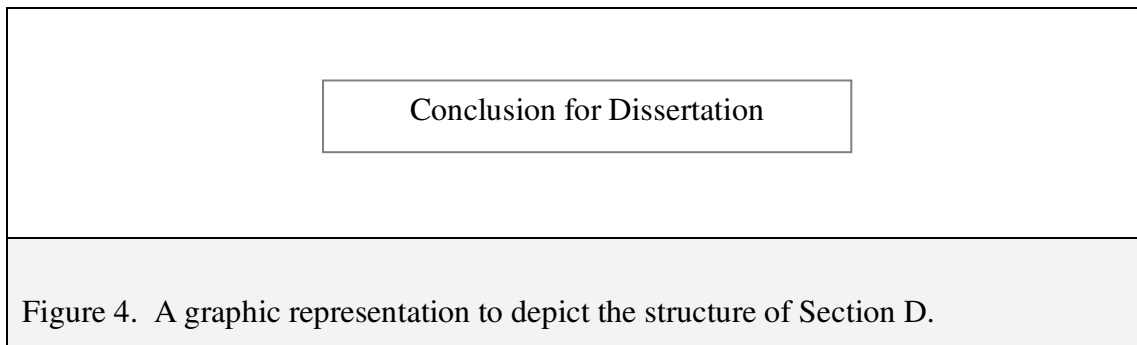 Conclusion for Dissertation
Figure 4.  A graphic representation to depict the structure of Section D.